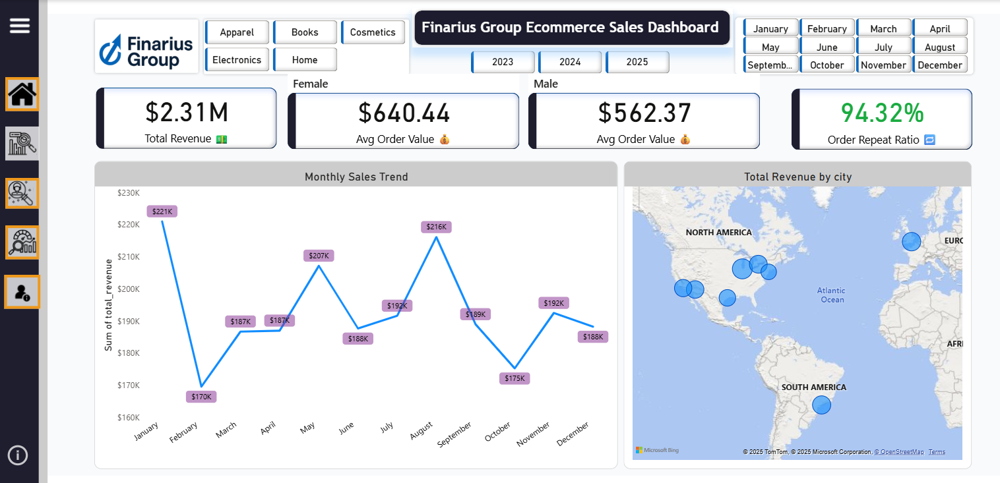 Finarius
Group
Apparel
Books
Cosmetics
Electronics
Home
Finarius Group Ecommerce Sales Dashboard
2023
2024
2025
January
February
March
April
May
June
July
August
Septemb...
October
November
December
$2.31M
Total Revenue
Female
$640.44
Avg Order Value
Male
$562.37
Avg Order Value
94.32%
Order Repeat Ratio
Monthly Sales Trend
Sum of total_revenue
$230K
$220K
$210K
$200K
$190K
$180K
$170K
$160K
$221K
$170K
$187K
$187K
$207K
$188K
$192K
$216K
$189K
$175K
$192K
$188K
January
February
March
April
May
June
July
August
September
October
November
December
Total Revenue by city
NORTH AMERICA
EURO
Atlantic
Ocean
AFRI
SOUTH AMERICA
Microsoft Bing
© 2025 TomTom, © 2025 Microsoft Corporation, © OpenStreetMap Terms